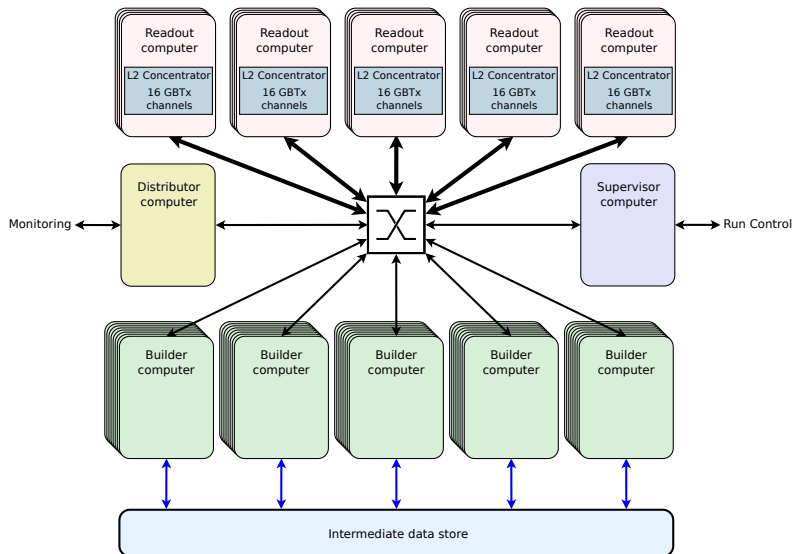 Readout
computer
L2 Concentrator
16 GBTx
channels
Readout
computer
L2 Concentrator
16 GBTx
channels
Readout
computer
L2 Concentrator
16 GBTx
channels
Readout
computer
L2 Concentrator
16 GBTx
channels
Readout
computer
L2 Concentrator
16 GBTx
channels
Monitoring
Distributor
computer
Supervisor
computer
Run Control
Builder
computer
Builder
computer
Builder
computer
Builder
computer
Builder
computer
Intermediate data store